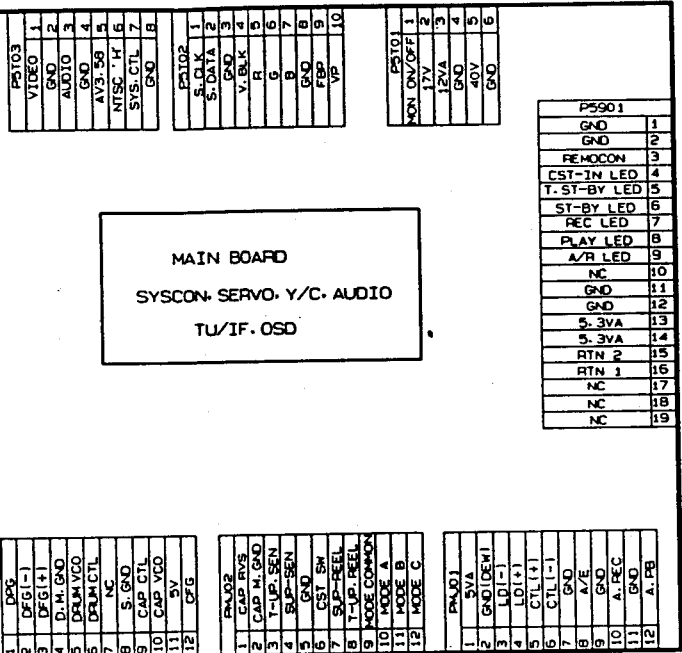 P5T03
VIDEO 1
GND 2
AUDIO 3
GND 4
AV3.58 5
NTSC 'H' 6
SYS. CTL 7
GND 8
P5T02
S. CLK 1
S. DATA 2
GND 3
V. BLK 4
R 5
G 6
B 7
GND 8
FBP 9
VP 10
P5T01
MON ON/OFF 1
17V 2
12VA 3
GND 4
40V 5
GND 6
P5901
GND 1
GND 2
REMOCON 3
CST-IN LED 4
T. ST-BY LED 5
ST-BY LED 6
REC LED 7
PLAY LED 8
A/R LED 9
NC 10
GND 11
GND 12
5.3VA 13
5.3VA 14
RTN 2 15
RTN 1 16
NC 17
NC 18
NC 19
MAIN BOARD
SYSCON. SERVO. Y/C. AUDIO
TU/IF. OSD
1 DPG
2 DFG(-)
3 DFG(+)
4 D.M. GND
5 DRUM VCO
6 DRUM CTL
7 NC
8 S. GND
9 CAP CTL
10 CAP VCO
11 5V
12 CFG
PMJ02
1 CAP RVS
2 CAP M. GND
3 T-UP. SEN
4 SUP-SEN
5 GND
6 CST SW
7 SUP-REEL
8 T-UP. REEL
9 MODE COMMON
10 MODE A
11 MODE B
12 MODE C
PMJ01
1 5VA
2 GND(DEW)
3 LD(-)
4 LD(+)
5 CTL(+)
6 CTL(-)
7 GND
8 A/E
9 GND
10 A. REC
11 GND
12 A. PB